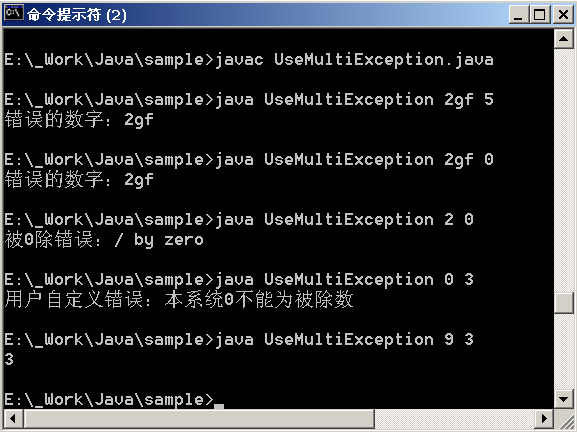 命令提示符 (2)
E:\_Work\Java\sample>javac UseMultiException.java
E:\_Work\Java\sample>java UseMultiException 2gf 5
错误的数字：2gf
E:\_Work\Java\sample>java UseMultiException 2gf 0
错误的数字：2gf
E:\_Work\Java\sample>java UseMultiException 2 0
被0除错误：/ by zero
E:\_Work\Java\sample>java UseMultiException 0 3
用户自定义错误：本系统0不能为被除数
E:\_Work\Java\sample>java UseMultiException 9 3
3
E:\_Work\Java\sample>